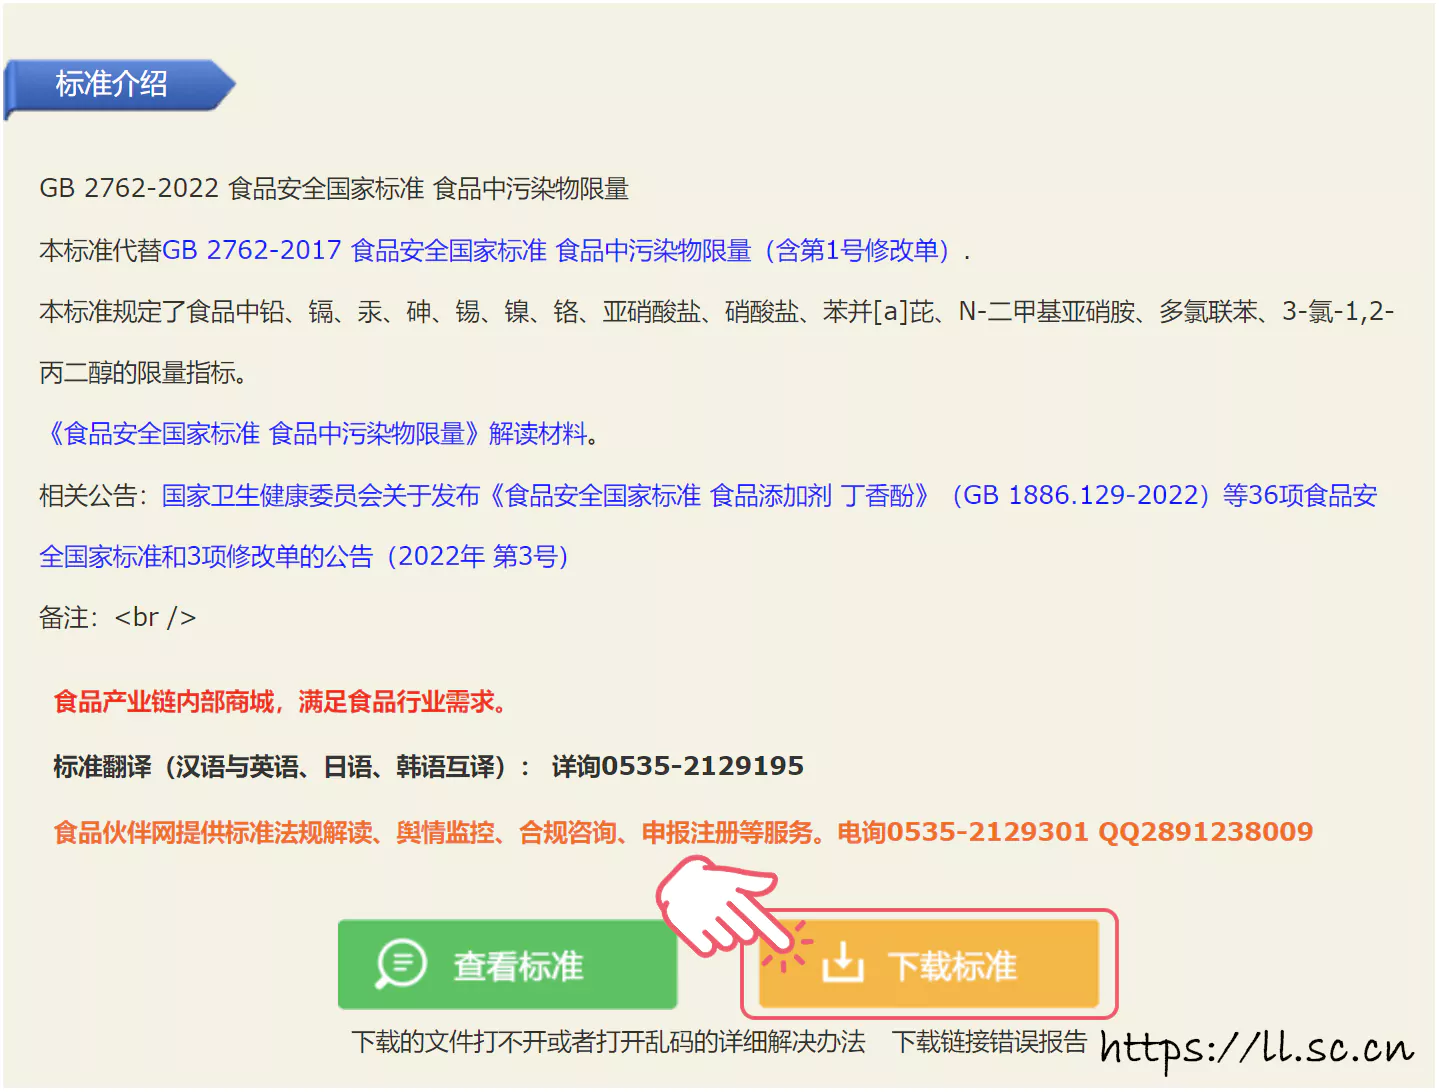 标准介绍
GB 2762-2022 食品安全国家标准 食品中污染物限量
本标准代替GB 2762-2017 食品安全国家标准 食品中污染物限量（含第1号修改单）.
本标准规定了食品中铅、镉、汞、砷、锡、镍、铬、亚硝酸盐、硝酸盐、苯并[a]芘、N-二甲基亚硝胺、多氯联苯、3-氯-1,2-
丙二醇的限量指标。
《食品安全国家标准 食品中污染物限量》解读材料。
相关公告：国家卫生健康委员会关于发布《食品安全国家标准 食品添加剂 丁香酚》（GB 1886.129-2022）等36项食品安
全国家标准和3项修改单的公告（2022年 第3号）
备注：<br />
食品产业链内部商城，满足食品行业需求。
标准翻译（汉语与英语、日语、韩语互译）： 详询0535-2129195
食品伙伴网提供标准法规解读、舆情监控、合规咨询、申报注册等服务。电询0535-2129301 QQ2891238009
查看标准 下载标准
下载的文件打不开或者打开乱码的详细解决办法 下载链接错误报告
https://ll.sc.cn